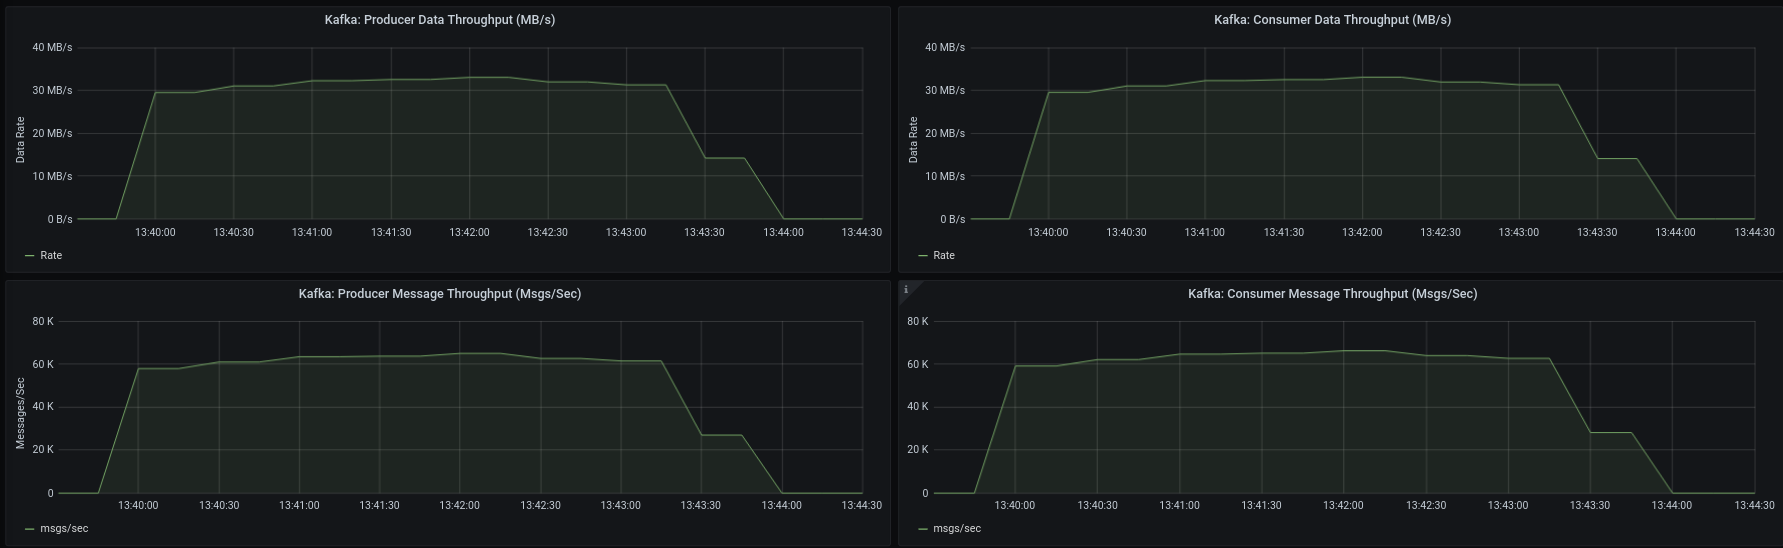 Kafka: Producer Data Throughput (MB/s)
40 MB/s
30 MB/s
20 MB/s
10 MB/s
0 B/s
Data Rate
13:40:00 13:40:30 13:41:00 13:41:30 13:42:00 13:42:30 13:43:00 13:43:30 13:44:00 13:44:30
Rate
Kafka: Consumer Data Throughput (MB/s)
40 MB/s
30 MB/s
20 MB/s
10 MB/s
0 B/s
Data Rate
13:40:00 13:40:30 13:41:00 13:41:30 13:42:00 13:42:30 13:43:00 13:43:30 13:44:00 13:44:30
Rate
Kafka: Producer Message Throughput (Msgs/Sec)
80 K
60 K
40 K
20 K
0
Messages/Sec
13:40:00 13:40:30 13:41:00 13:41:30 13:42:00 13:42:30 13:43:00 13:43:30 13:44:00 13:44:30
msgs/sec
i
Kafka: Consumer Message Throughput (Msgs/Sec)
80 K
60 K
40 K
20 K
0
13:40:00 13:40:30 13:41:00 13:41:30 13:42:00 13:42:30 13:43:00 13:43:30 13:44:00 13:44:30
msgs/sec